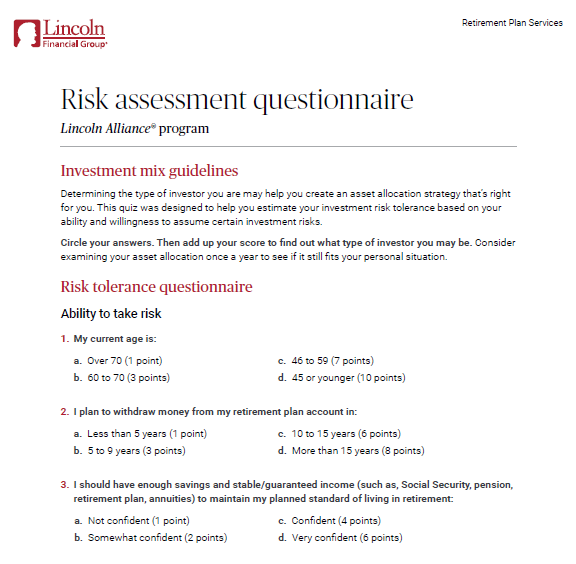 Lincoln
Financial Group®
Retirement Plan Services
Risk assessment questionnaire
Lincoln Alliance® program
Investment mix guidelines
Determining the type of investor you are may help you create an asset allocation strategy that's right
for you. This quiz was designed to help you estimate your investment risk tolerance based on your
ability and willingness to assume certain investment risks.
Circle your answers. Then add up your score to find out what type of investor you may be. Consider
examining your asset allocation once a year to see if it still fits your personal situation.
Risk tolerance questionnaire
Ability to take risk
1. My current age is:
a. Over 70 (1 point)
b. 60 to 70 (3 points)
c. 46 to 59 (7 points)
d. 45 or younger (10 points)
2. I plan to withdraw money from my retirement plan account in:
a. Less than 5 years (1 point)
b. 5 to 9 years (3 points)
c. 10 to 15 years (6 points)
d. More than 15 years (8 points)
3. I should have enough savings and stable/guaranteed income (such as, Social Security, pension,
retirement plan, annuities) to maintain my planned standard of living in retirement:
a. Not confident (1 point)
b. Somewhat confident (2 points)
c. Confident (4 points)
d. Very confident (6 points)